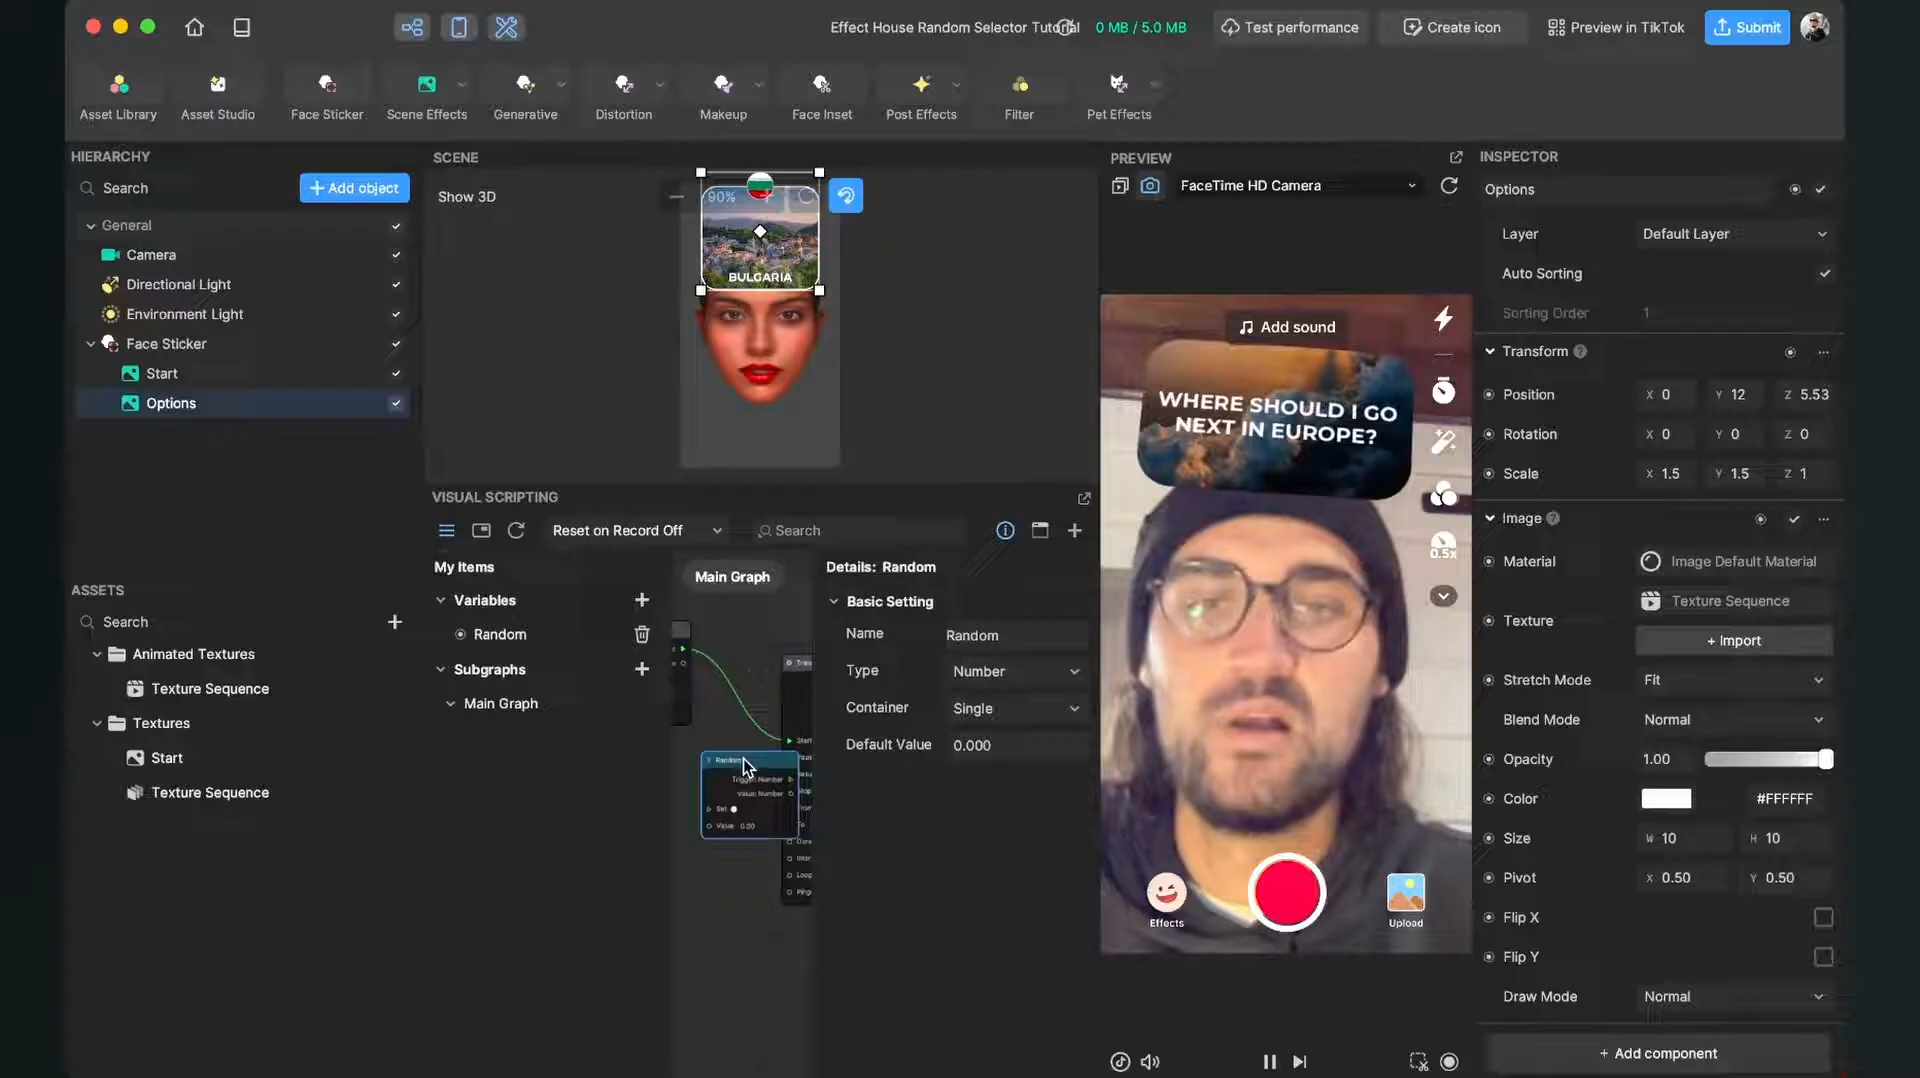 Effect House Random Selector Tutorial
0 MB / 5.0 MB
Test performance
Create icon
Preview in TikTok
Submit
Asset Library
Asset Studio
Face Sticker
Scene Effects
Generative
Distortion
Makeup
Face Inset
Post Effects
Filter
Pet Effects
HIERARCHY
Search
+ Add object
General
Camera
Directional Light
Environment Light
Face Sticker
Start
Options
ASSETS
Search
Animated Textures
Texture Sequence
Textures
Start
Texture Sequence
SCENE
Show 3D
90%
BULGARIA
VISUAL SCRIPTING
Reset on Record Off
Search
My Items
Variables
Random
Subgraphs
Main Graph
Main Graph
Random
Trigger Number
Value: Number
Set
Value 0.00
Details: Random
Basic Setting
Name Random
Type Number
Container Single
Default Value 0.000
PREVIEW
FaceTime HD Camera
Add sound
WHERE SHOULD I GO
NEXT IN EUROPE?
0.5x
Effects
Upload
INSPECTOR
Options
Layer Default Layer
Auto Sorting
Sorting Order 1
Transform
Position X 0 Y 12 Z 5.53
Rotation X 0 Y 0 Z 0
Scale X 1.5 Y 1.5 Z 1
Image
Material Image Default Material
Texture Sequence
Texture
+ Import
Stretch Mode Fit
Blend Mode Normal
Opacity 1.00
Color #FFFFFF
Size W 10 H 10
Pivot X 0.50 Y 0.50
Flip X
Flip Y
Draw Mode Normal
+ Add component